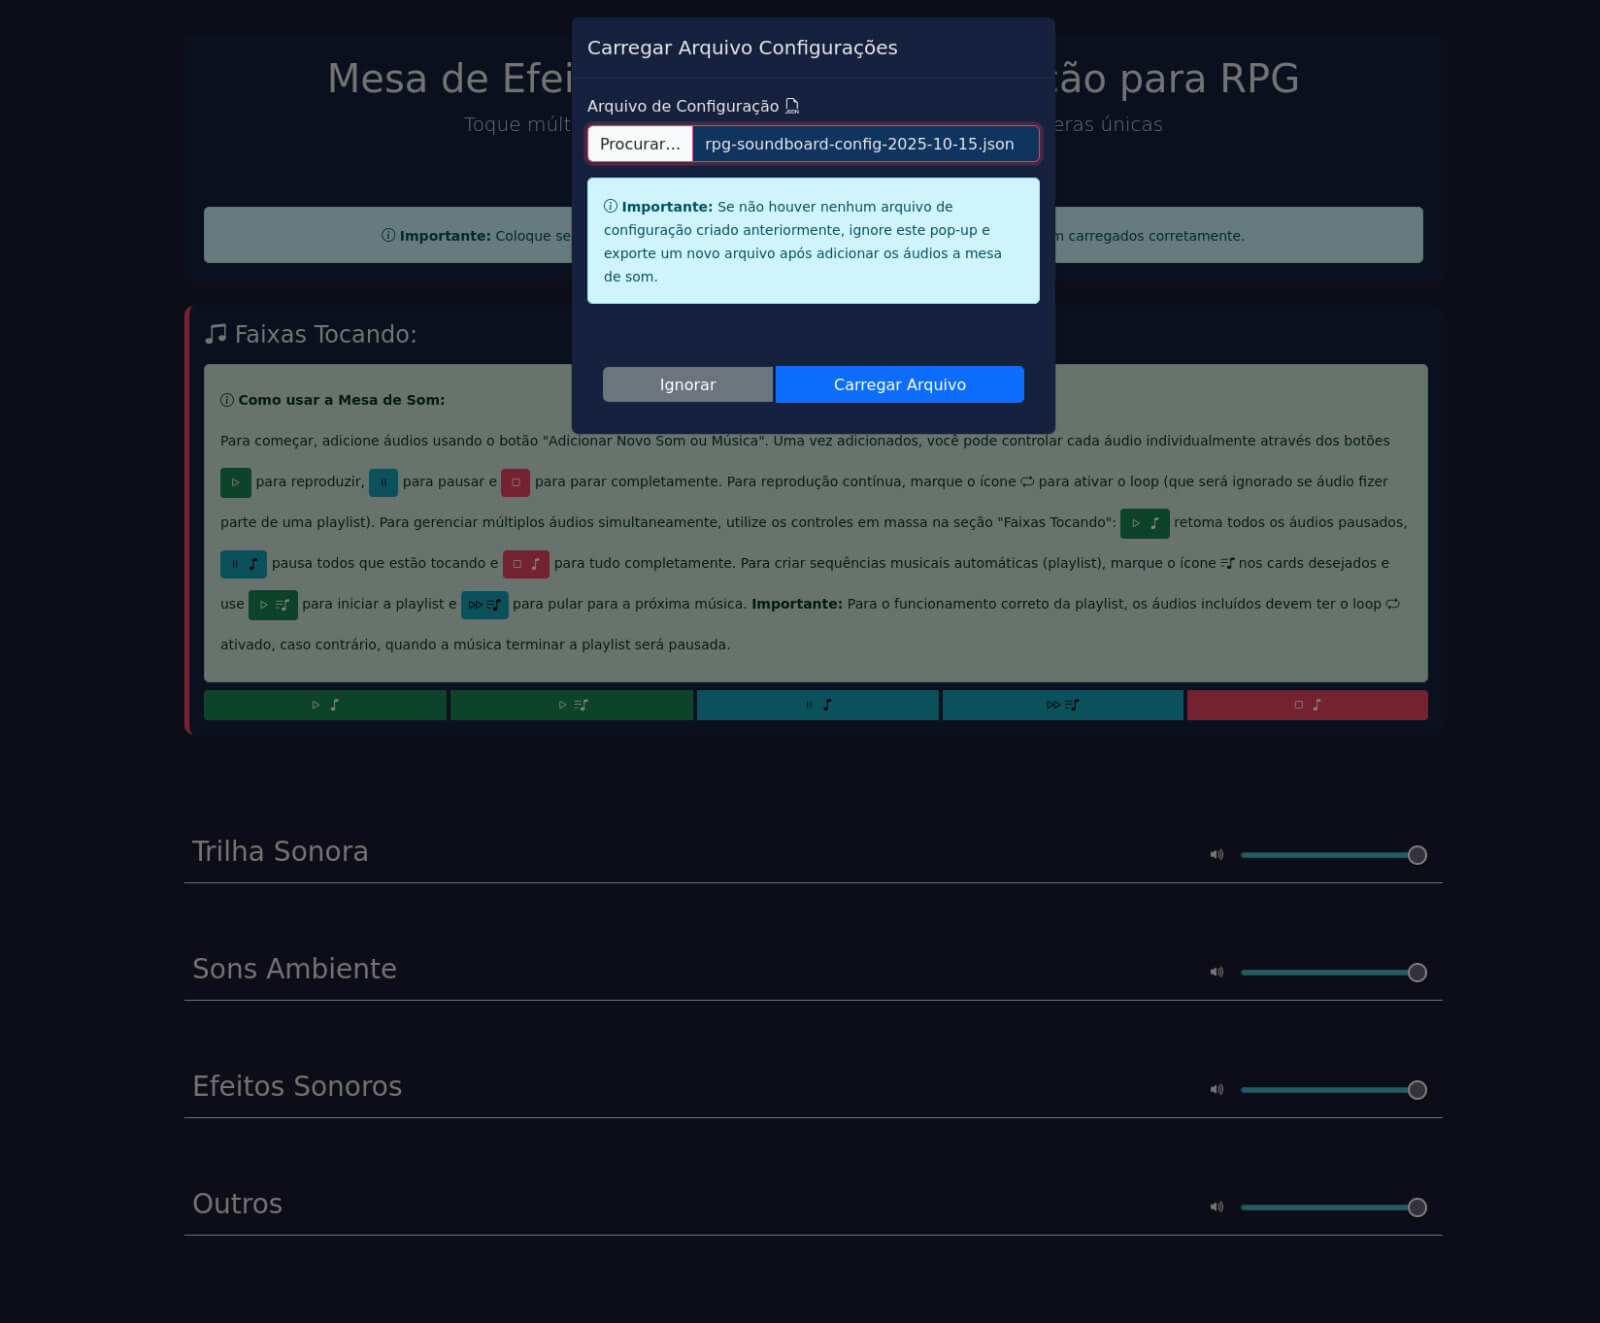 Carregar Arquivo Configurações
Arquivo de Configuração
Procurar... rpg-soundboard-config-2025-10-15.json
Importante: Se não houver nenhum arquivo de
configuração criado anteriormente, ignore este pop-up e
exporte um novo arquivo após adicionar os áudios a mesa
de som.
Ignorar Carregar Arquivo
Mesa de para RPG
Toque únicas
Importante: Coloque carregados corretamente.
Faixas Tocando:
Como usar a Mesa de Som:
Para começar, adicione áudios usando o botão "Adicionar Novo Som ou Música". Uma vez adicionados, você pode controlar cada áudio individualmente através dos botões
para reproduzir, para pausar e para parar completamente. Para reprodução contínua, marque o ícone para ativar o loop (que será ignorado se áudio fizer
parte de uma playlist). Para gerenciar múltiplos áudios simultaneamente, utilize os controles em massa na seção "Faixas Tocando": retoma todos os áudios pausados,
pausa todos que estão tocando e para tudo completamente. Para criar sequências musicais automáticas (playlist), marque o ícone nos cards desejados e
use para iniciar a playlist e para pular para a próxima música. Importante: Para o funcionamento correto da playlist, os áudios incluídos devem ter o loop
ativado, caso contrário, quando a música terminar a playlist será pausada.
Trilha Sonora
Sons Ambiente
Efeitos Sonoros
Outros